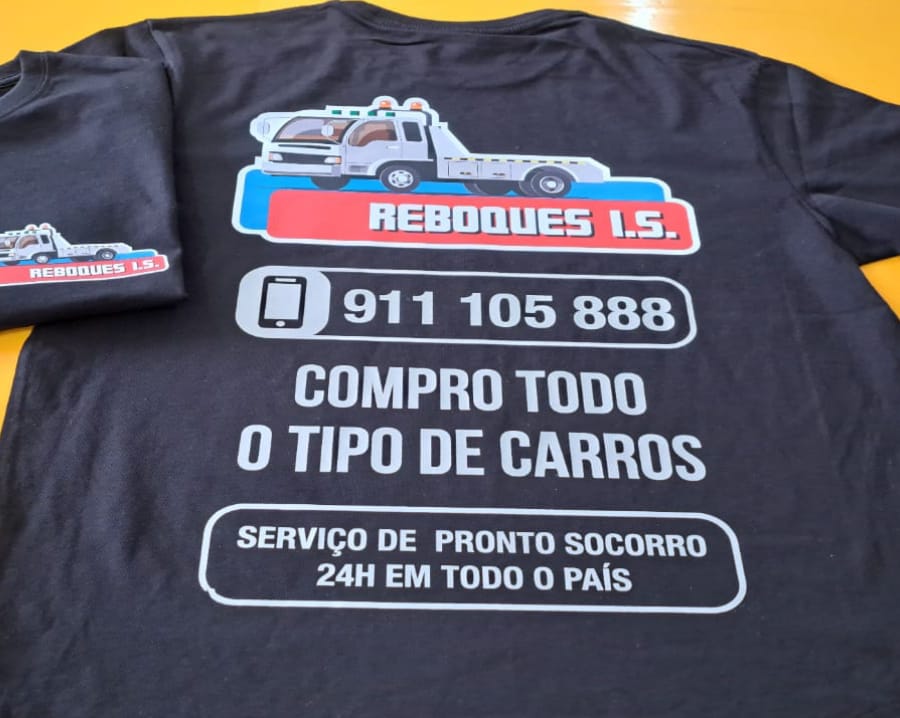 REBOQUES I.S.
REBOQUES I.S.
911 105 888
COMPRO TODO
O TIPO DE CARROS
SERVIÇO DE PRONTO SOCORRO
24H EM TODO O PAÍS